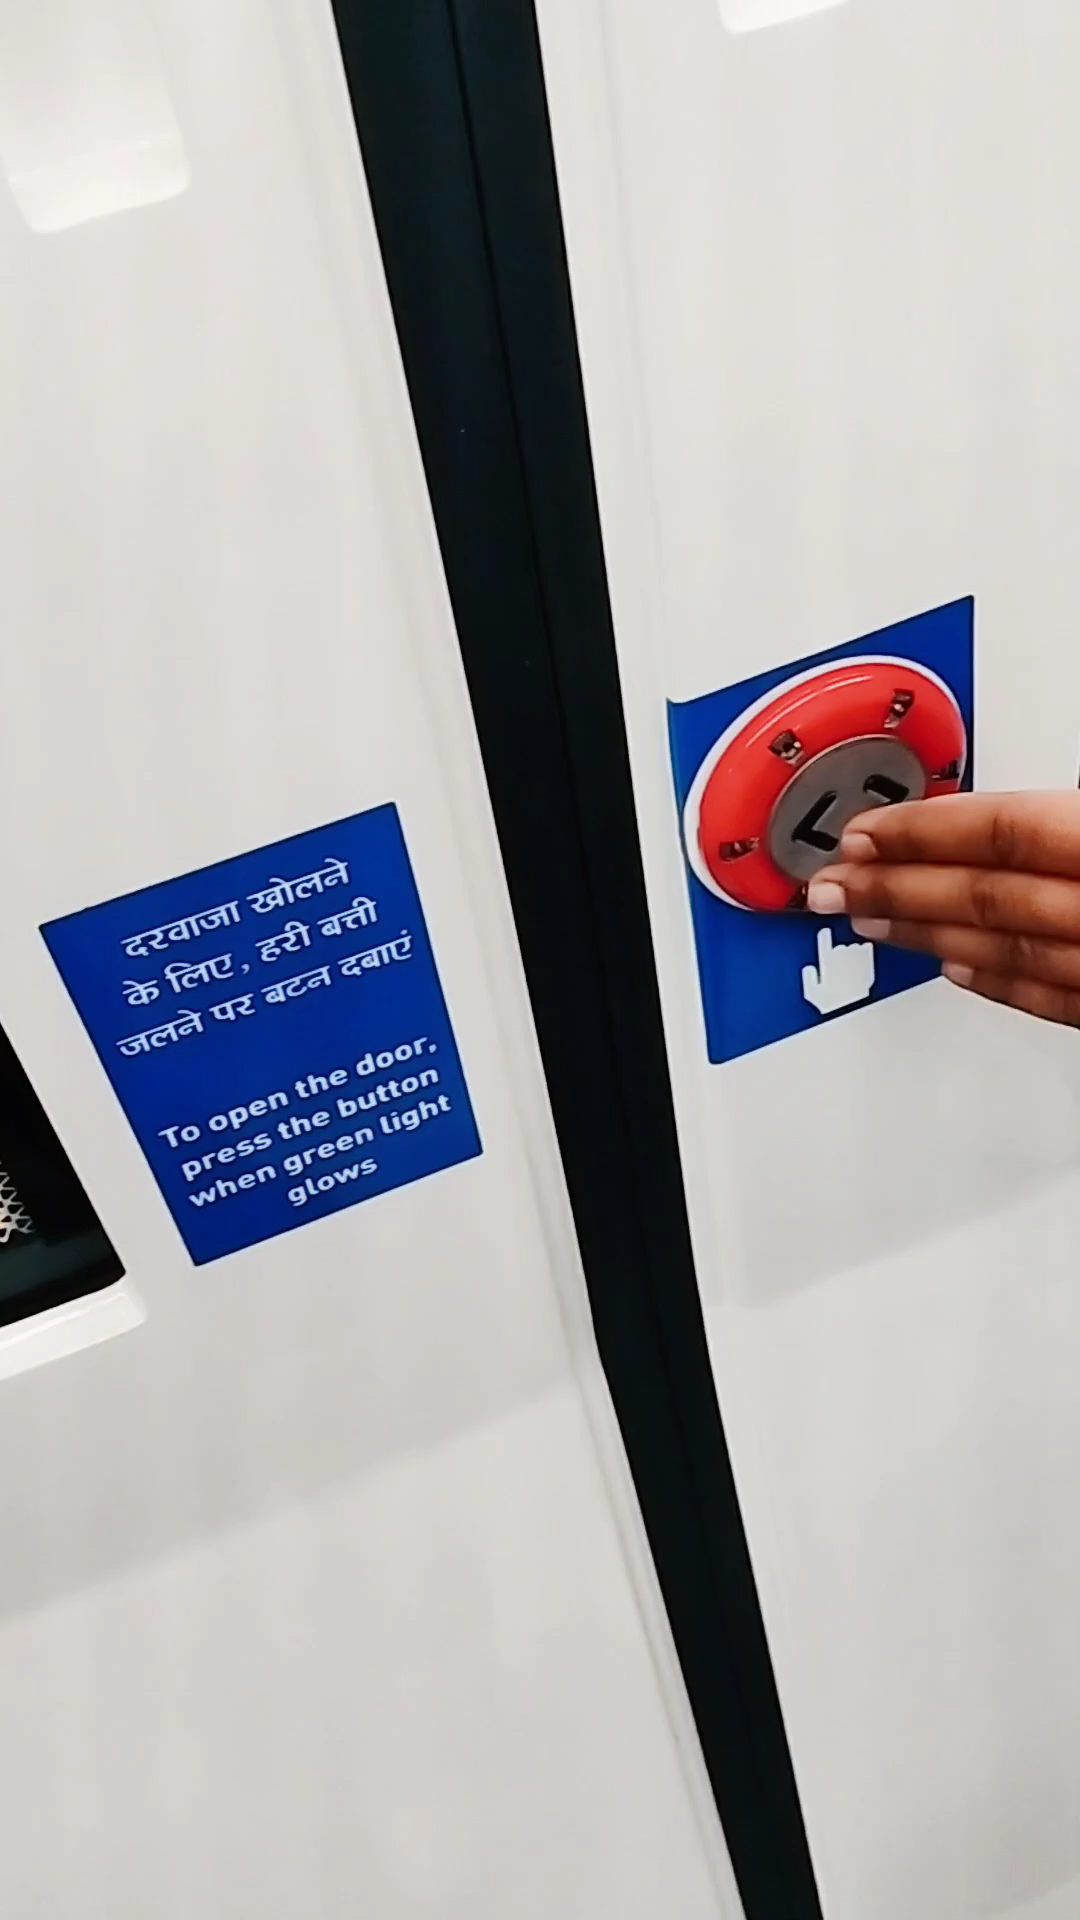 दरवाजा खोलने
के लिए, हरी बत्ती
जलने पर बटन दबाएं
To open the door,
press the button
when green light
glows